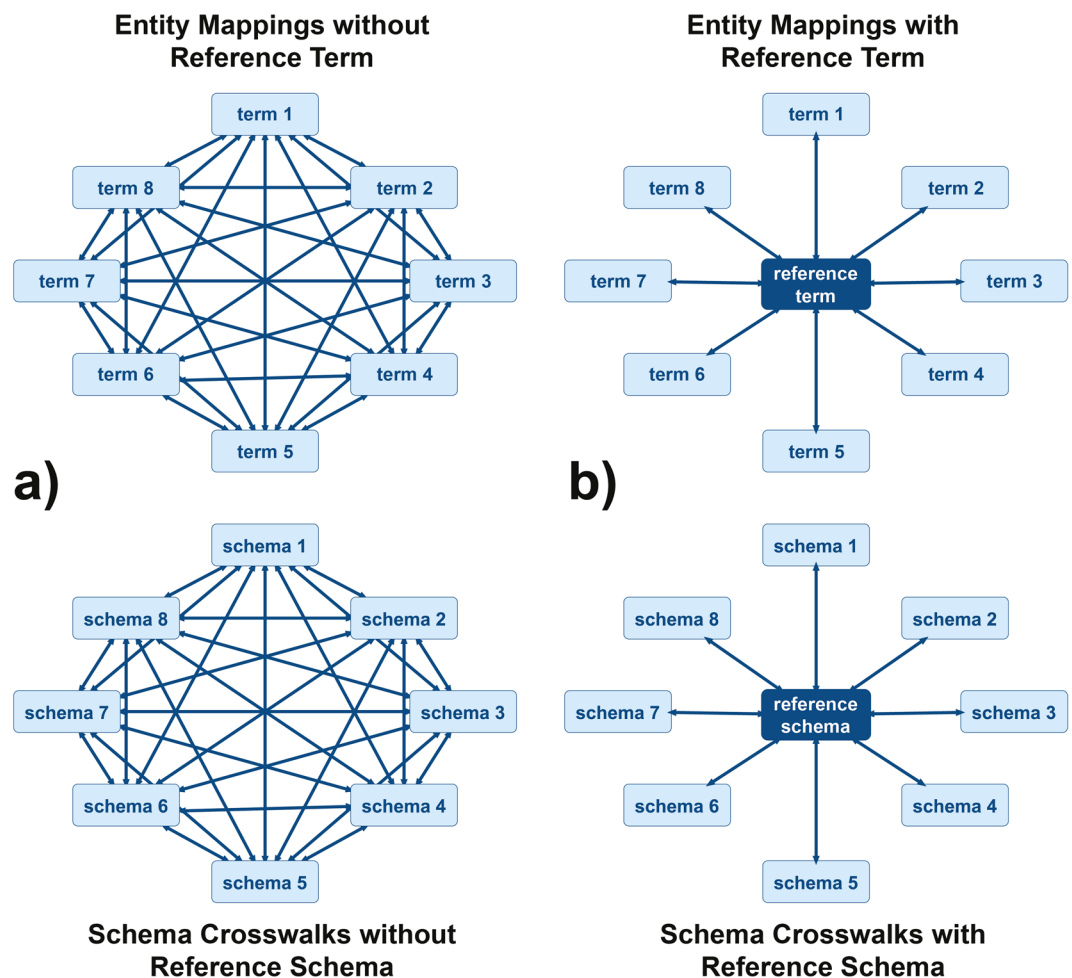 Entity Mappings without
Reference Term
term 1
term 8
term 2
term 7
term 3
term 6
term 4
term 5
a)
Entity Mappings with
Reference Term
term 1
term 8
term 2
term 7
reference
term
term 3
term 6
term 4
term 5
b)
schema 1
schema 8
schema 2
schema 7
schema 3
schema 6
schema 4
schema 5
Schema Crosswalks without
Reference Schema
schema 1
schema 8
schema 2
schema 7
reference
schema
schema 3
schema 6
schema 4
schema 5
Schema Crosswalks with
Reference Schema